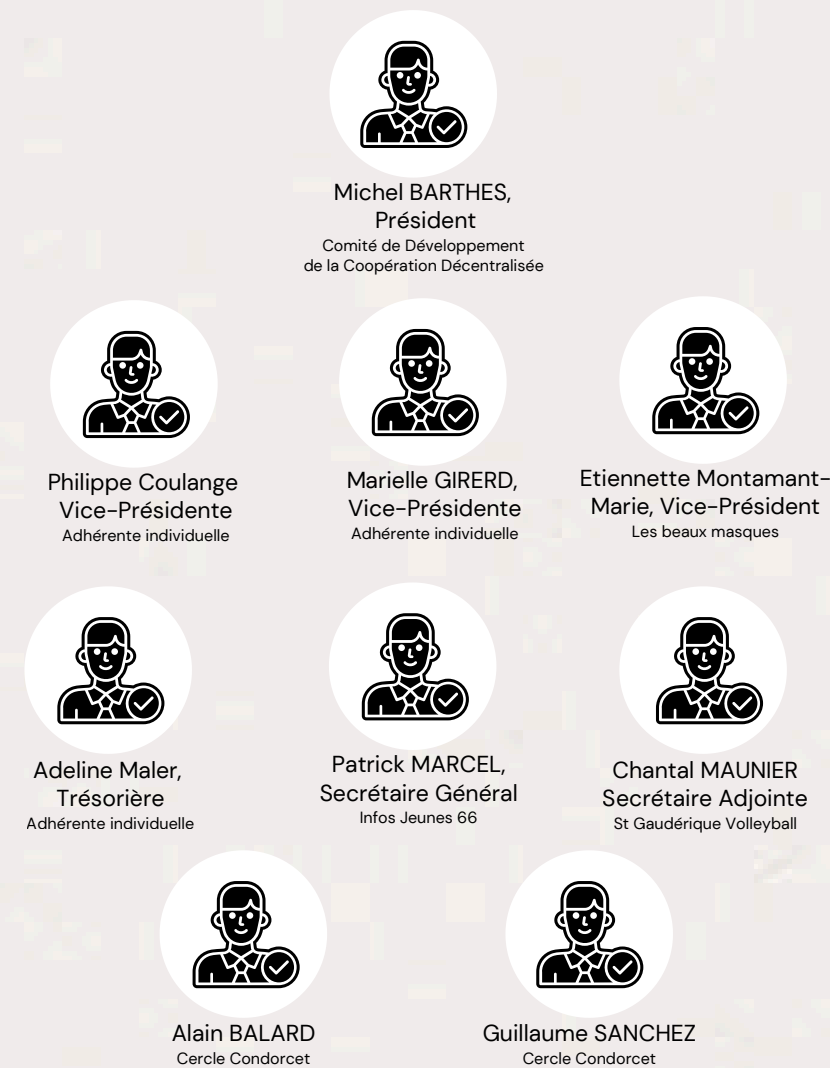 Michel BARTHES,
Président
Comité de Développement
de la Coopération Décentralisée
Philippe Coulange
Vice-Présidente
Adhérente individuelle
Marielle GIRERD,
Vice-Présidente
Adhérente individuelle
Etiennette Montamant-
Marie, Vice-Président
Les beaux masques
Adeline Maler,
Trésorière
Adhérente individuelle
Patrick MARCEL,
Secrétaire Général
Infos Jeunes 66
Chantal MAUNIER
Secrétaire Adjointe
St Gaudérique Volleyball
Alain BALARD
Cercle Condorcet
Guillaume SANCHEZ
Cercle Condorcet